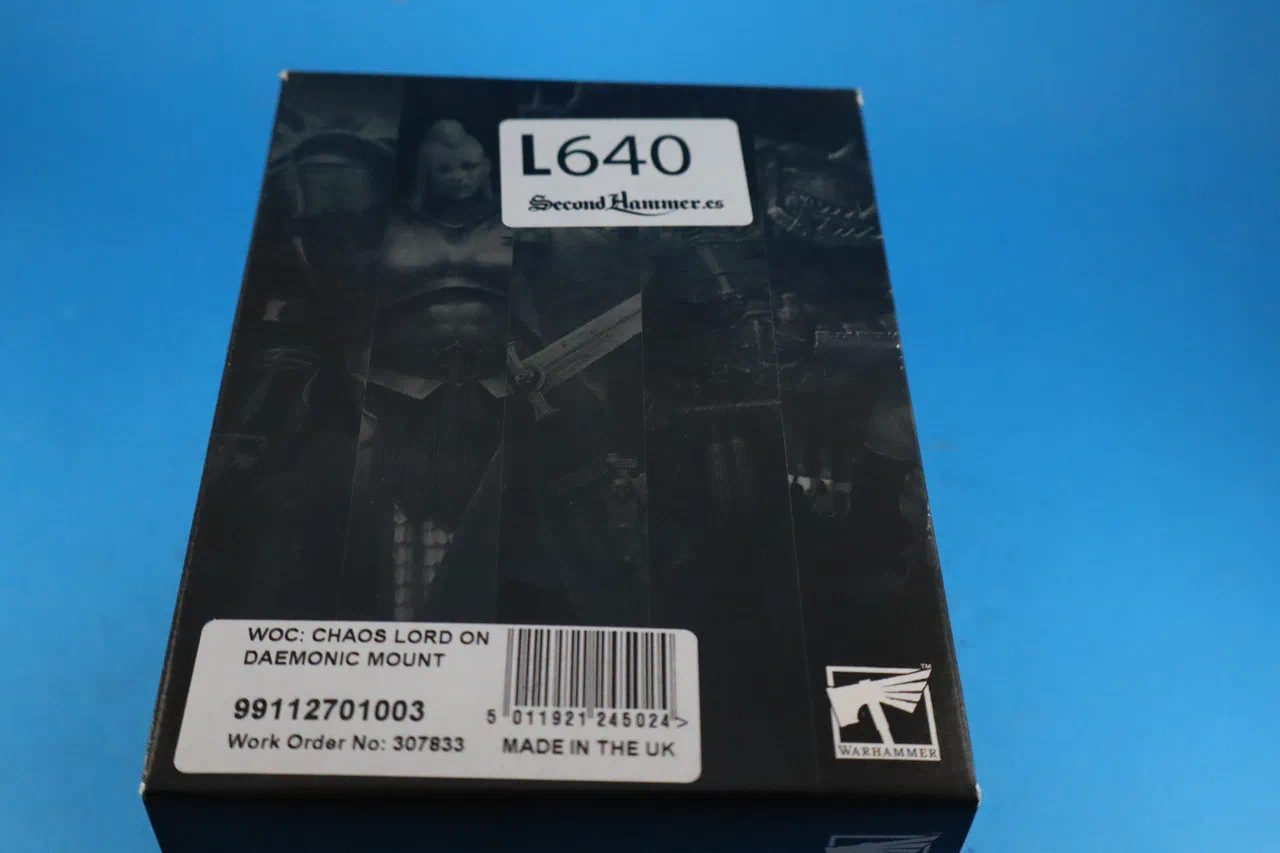 L640
SecondHammer.es
WOC: CHAOS LORD ON
DAEMONIC MOUNT
99112701003
Work Order No: 307833
5 011921 245024 >
MADE IN THE UK
TM
WARHAMMER